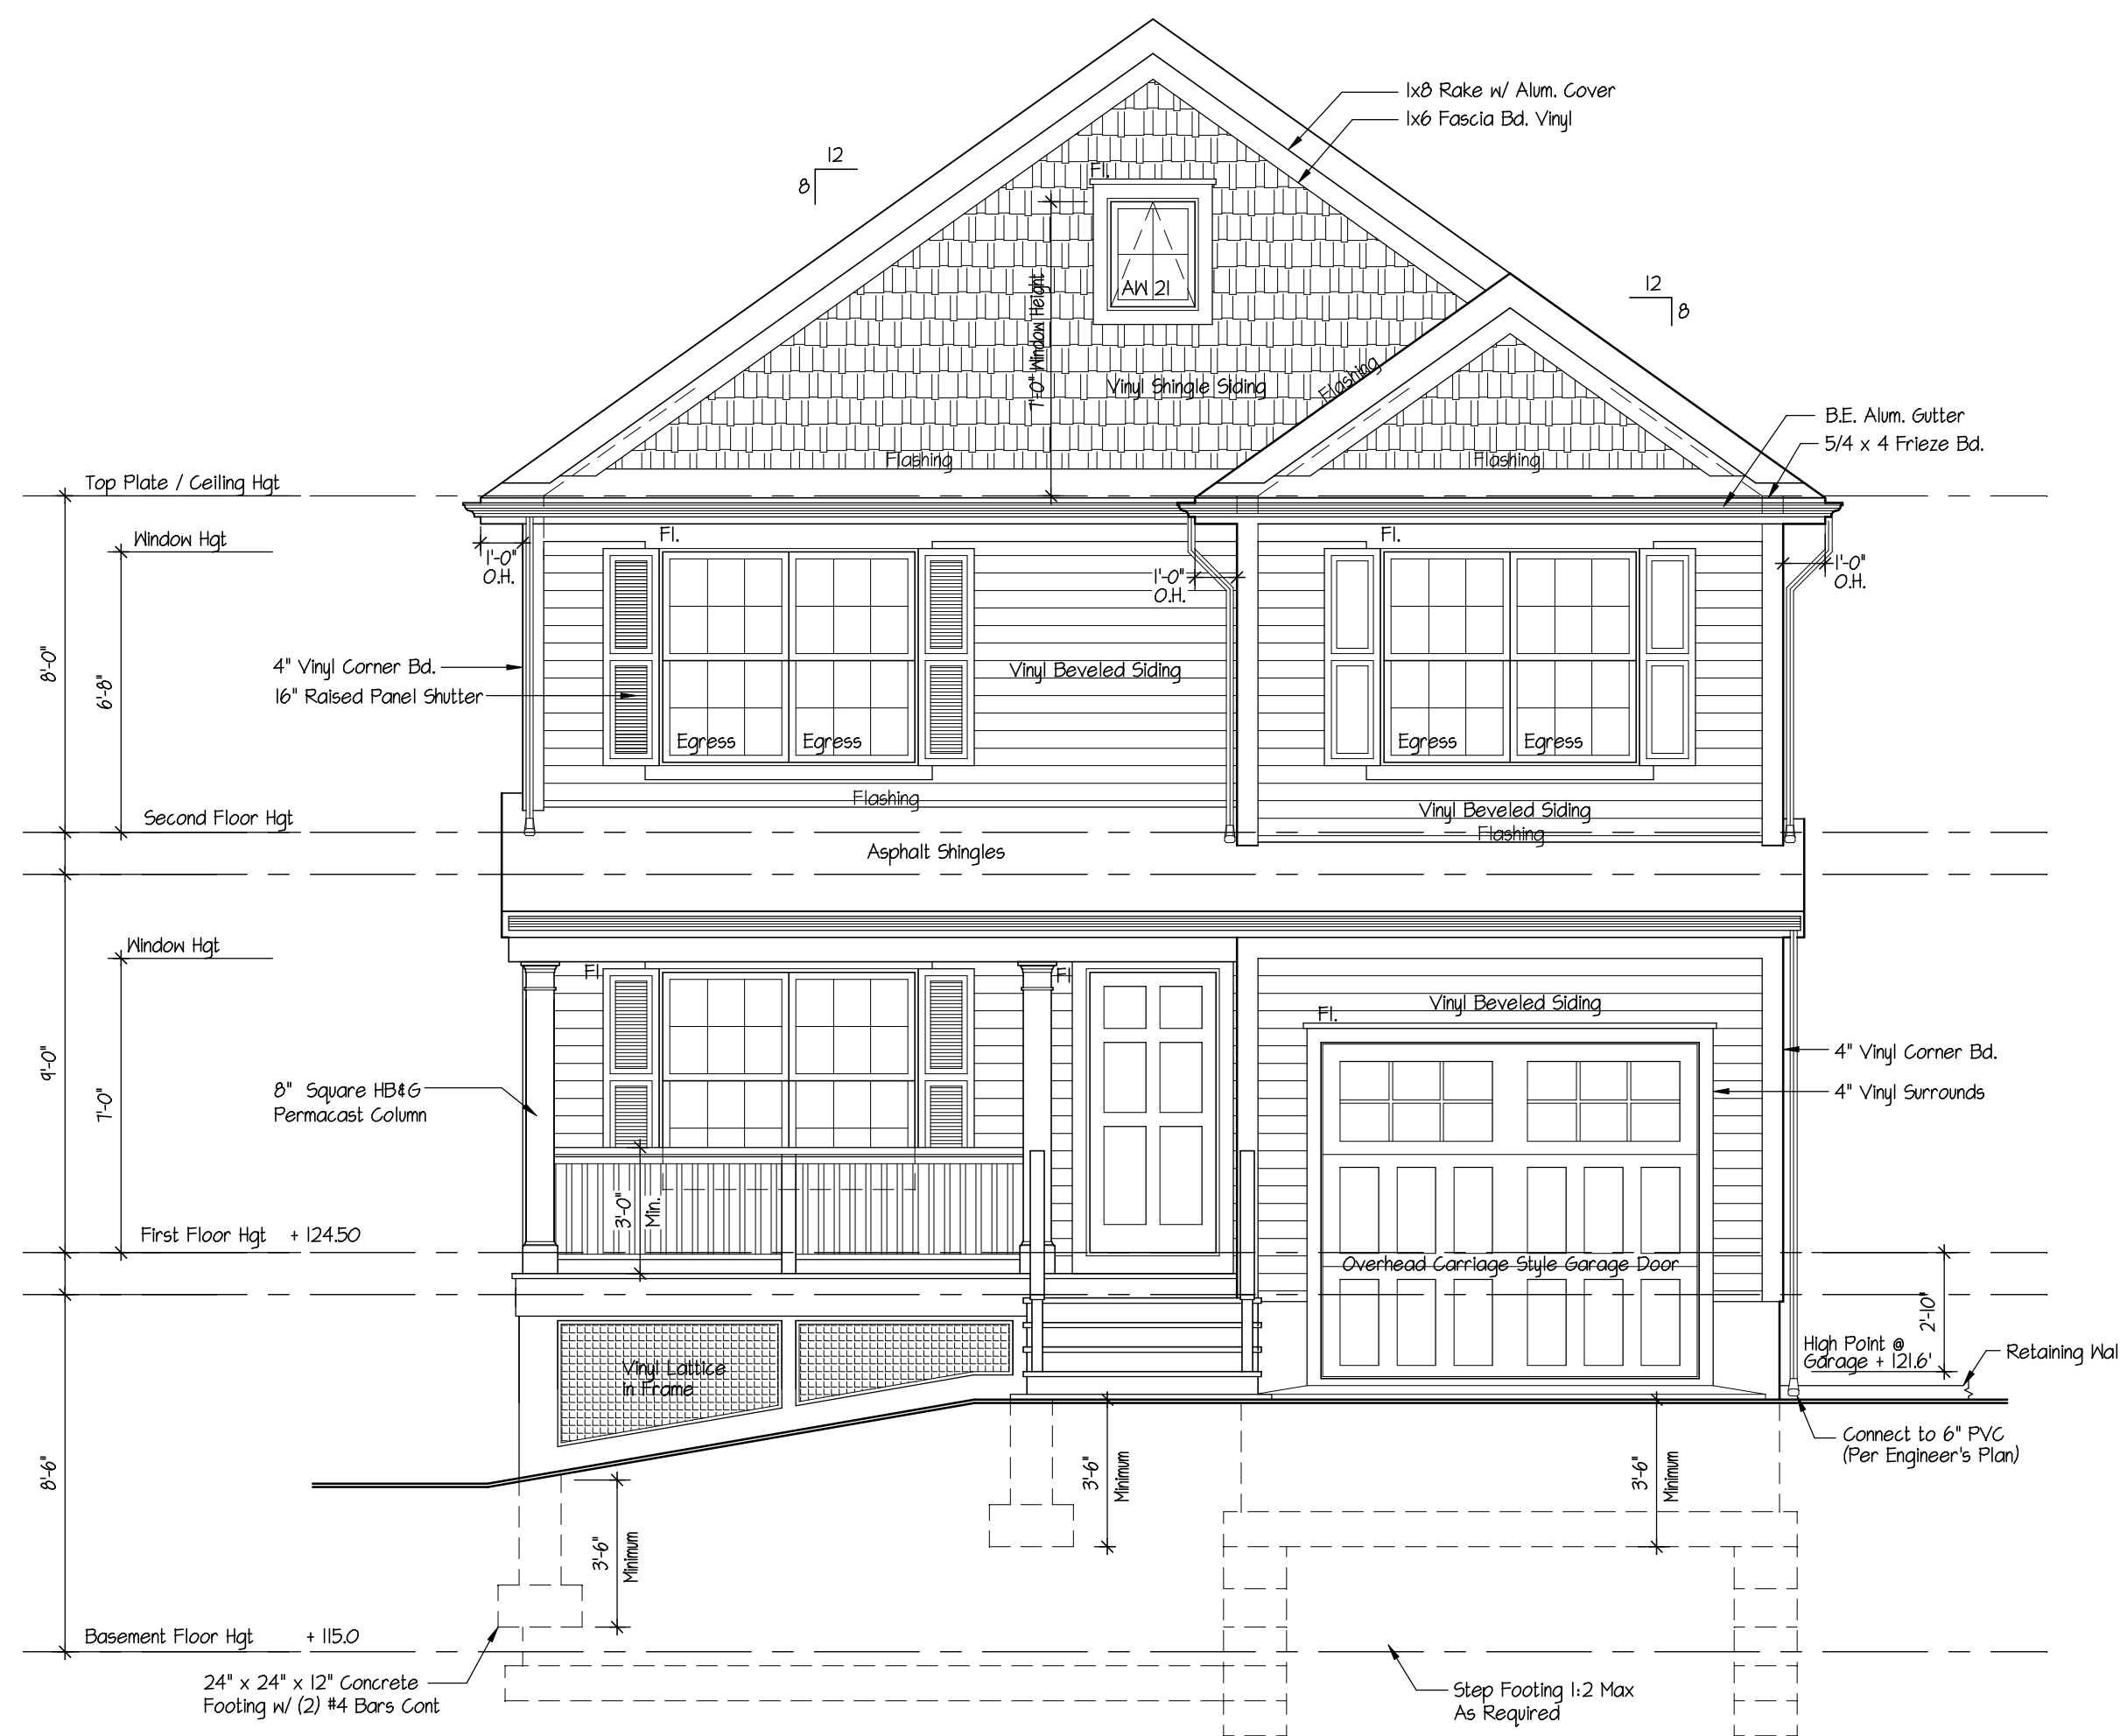 1x8 Rake w/ Alum. Cover
1x6 Fascia Bd. Vinyl
12
8
Fl.
12
8
AW 21
7'-0" Window Height
Vinyl Shingle Siding
Flashing
B.E. Alum. Gutter
5/4 x 4 Frieze Bd.
Flashing
Flashing
Top Plate / Ceiling Hgt
Window Hgt
Fl.
Fl.
1'-0"
O.H.
1'-0"
O.H.
1'-0"
O.H.
8'-0"
6'-8"
4" Vinyl Corner Bd.
16" Raised Panel Shutter
Vinyl Beveled Siding
Egress
Egress
Egress
Egress
Flashing
Vinyl Beveled Siding
Flashing
Second Floor Hgt
Asphalt Shingles
Window Hgt
Fl.
Fl.
Vinyl Beveled Siding
Fl.
9'-0"
7'-0"
4" Vinyl Corner Bd.
4" Vinyl Surrounds
8" Square HB&G
Permacast Column
3'-0"
Min.
First Floor Hgt + 124.50
Overhead Carriage Style Garage Door
2'-10"
High Point @
Garage + 121.6'
Retaining Wal
Vinyl Lattice
in Frame
Connect to 6" PVC
(Per Engineer's Plan)
8'-6"
3'-6"
Minimum
3'-6"
Minimum
3'-6"
Minimum
Basement Floor Hgt + 115.0
24" x 24" x 12" Concrete
Footing w/ (2) #4 Bars Cont
Step Footing 1:2 Max
As Required